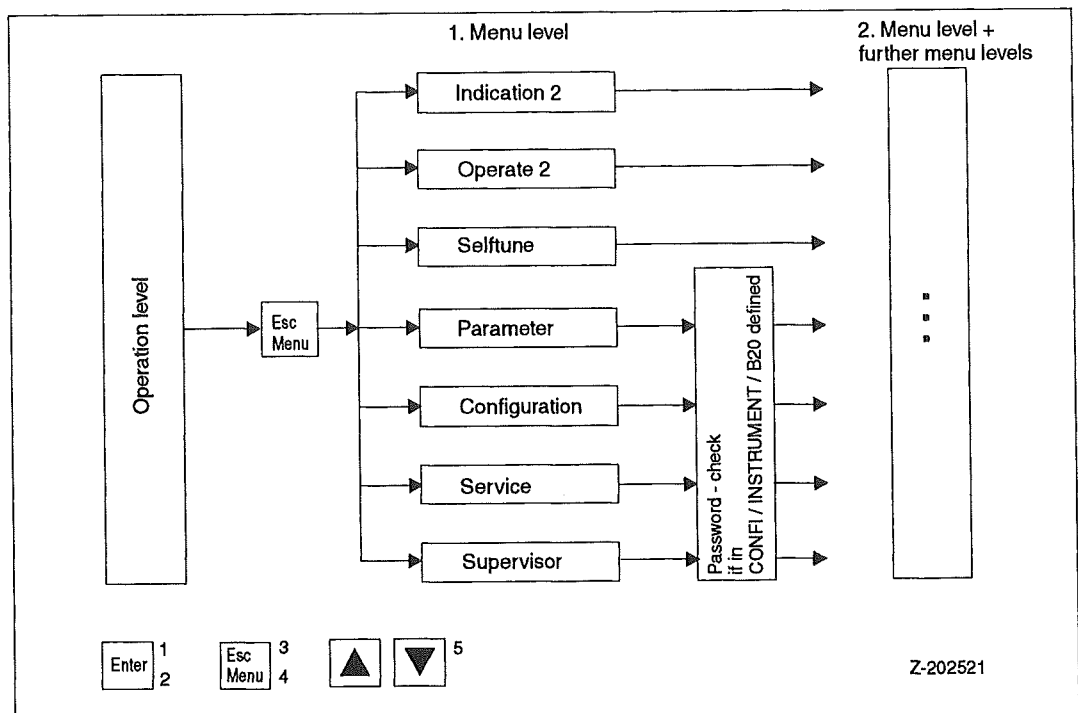 1. Menu level
2. Menu level +
further menu levels
Operation level
Esc
Menu
Indication 2
Operate 2
Selftune
Parameter
Configuration
Service
Supervisor
Password - check
if in
CONFI / INSTRUMENT / B20 defined
Enter
1
2
Esc
Menu
3
4
5
Z-202521